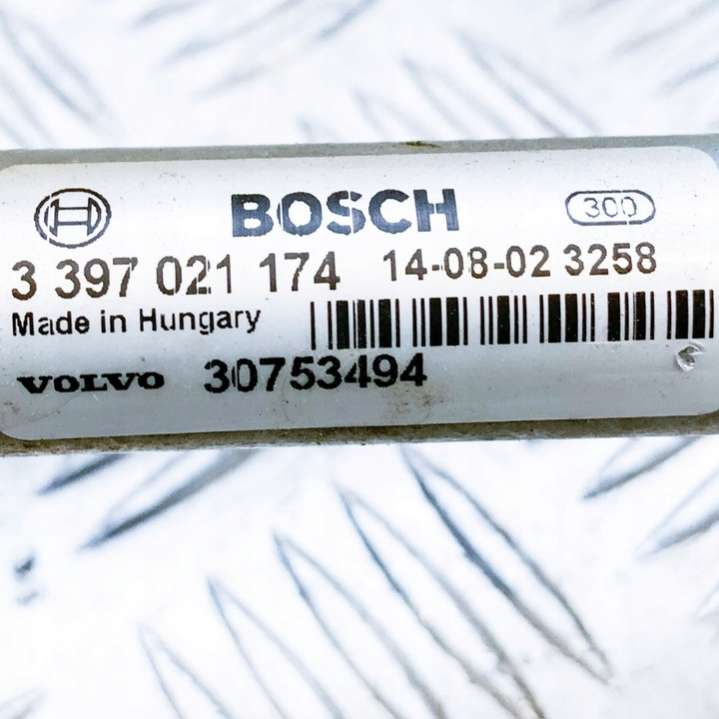 BOSCH 300
3 397 021 174 14-08-02 3258
Made in Hungary
VOLVO 30753494